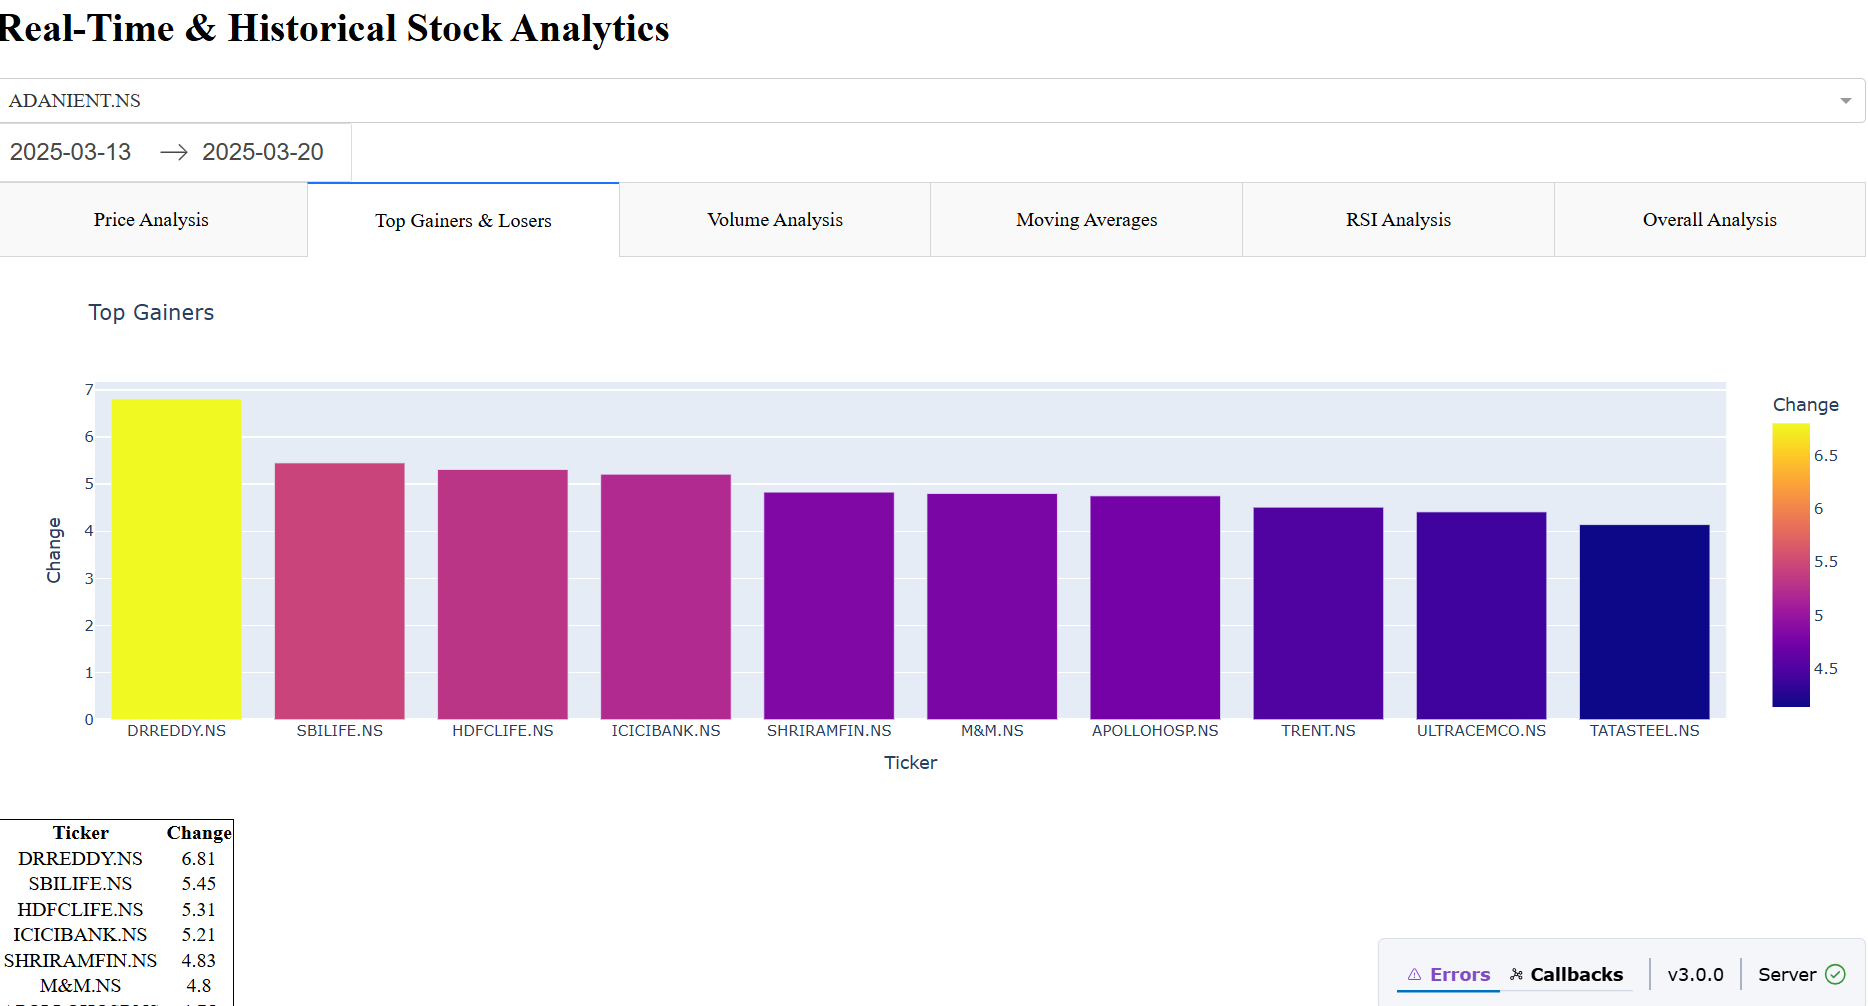 Real-Time & Historical Stock Analytics
ADANIENT.NS
2025-03-13 → 2025-03-20
Price Analysis Top Gainers & Losers Volume Analysis Moving Averages RSI Analysis Overall Analysis
Top Gainers
Change
7
6
5
4
3
2
1
0
DRREDDY.NS SBILIFE.NS HDFCLIFE.NS ICICIBANK.NS SHRIRAMFIN.NS M&M.NS APOLLOHOSP.NS TRENT.NS ULTRACEMCO.NS TATASTEEL.NS
Ticker
Change
6.5
6
5.5
5
4.5
Ticker Change
DRREDDY.NS 6.81
SBILIFE.NS 5.45
HDFCLIFE.NS 5.31
ICICIBANK.NS 5.21
SHRIRAMFIN.NS 4.83
M&M.NS 4.8
Errors Callbacks v3.0.0 Server